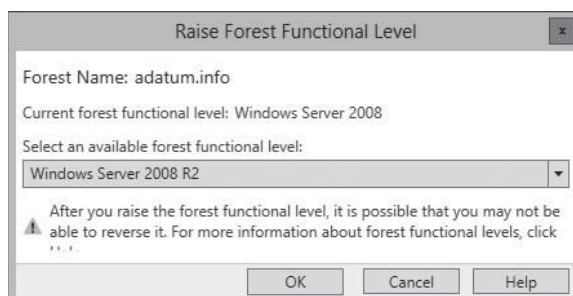 Raise Forest Functional Level
x
Forest Name: adatum.info
Current forest functional level: Windows Server 2008
Select an available forest functional level:
Windows Server 2008 R2
After you raise the forest functional level, it is possible that you may not be
able to reverse it. For more information about forest functional levels, click
OK Cancel Help